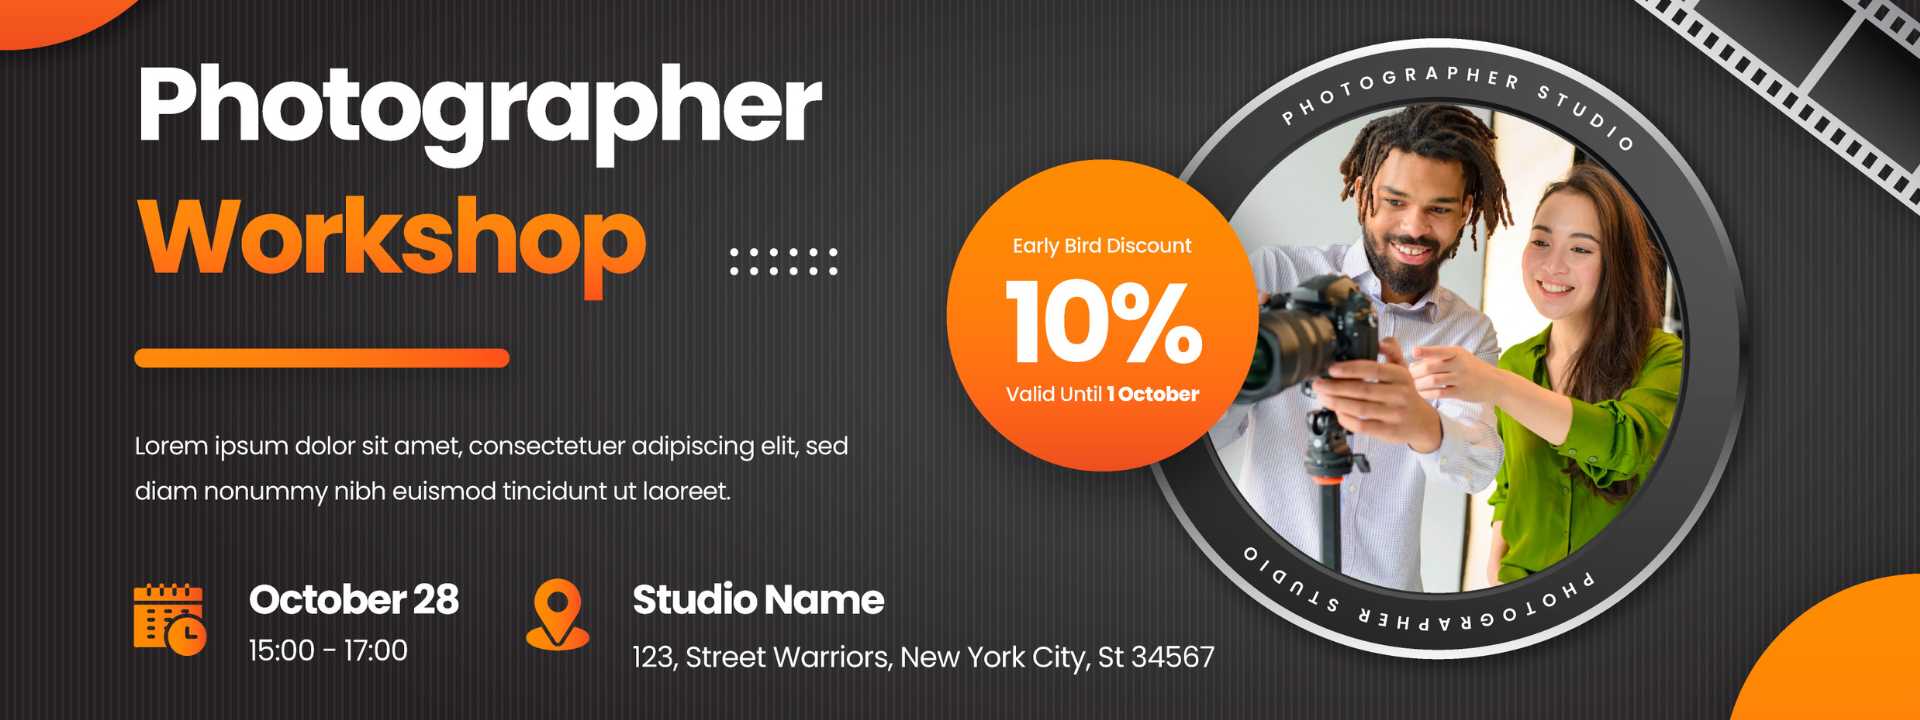 Photographer
Workshop
Lorem ipsum dolor sit amet, consectetuer adipiscing elit, sed
diam nonummy nibh euismod tincidunt ut laoreet.
October 28
15:00 - 17:00
Studio Name
123, Street Warriors, New York City, St 34567
Early Bird Discount
10%
Valid Until 1 October
PHOTOGRAPHER STUDIO
PHOTOGRAPHER STUDIO